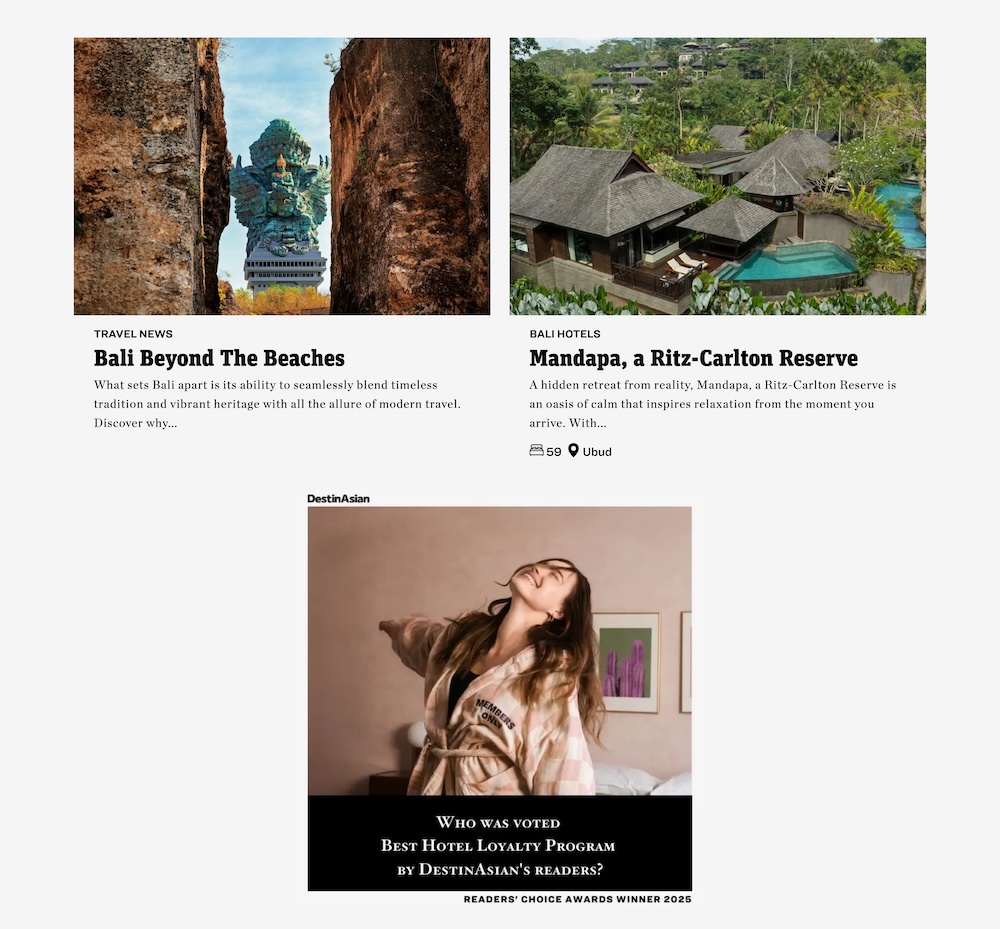 TRAVEL NEWS
Bali Beyond The Beaches
What sets Bali apart is its ability to seamlessly blend timeless
tradition and vibrant heritage with all the allure of modern travel.
Discover why...
BALI HOTELS
Mandapa, a Ritz-Carlton Reserve
A hidden retreat from reality, Mandapa, a Ritz-Carlton Reserve is
an oasis of calm that inspires relaxation from the moment you
arrive. With...
59 Ubud
DestinAsian
MEMBERS
ONLY
Who was voted
Best Hotel Loyalty Program
by DestinAsian's readers?
READERS' CHOICE AWARDS WINNER 2025